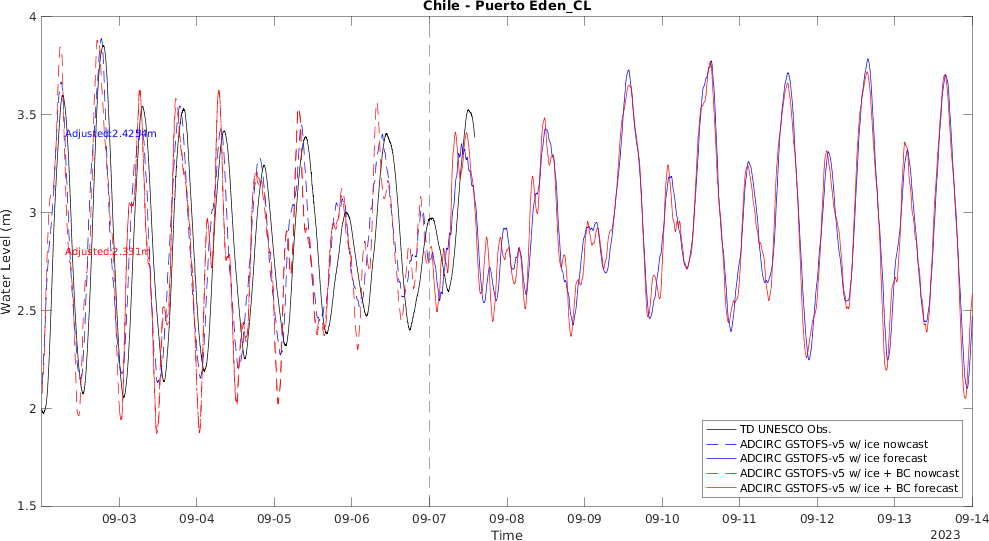 Chile - Puerto Eden_CL
4
3.5
3
2.5
2
1.5
Water Level (m)
Adjusted:2.4254m
Adjusted:2.391m
TD UNESCO Obs.
ADCIRC GSTOFS-v5 w/ ice nowcast
ADCIRC GSTOFS-v5 w/ ice forecast
ADCIRC GSTOFS-v5 w/ ice + BC nowcast
ADCIRC GSTOFS-v5 w/ ice + BC forecast
09-03 09-04 09-05 09-06 09-07 09-08 09-09 09-10 09-11 09-12 09-13 09-14
Time
2023